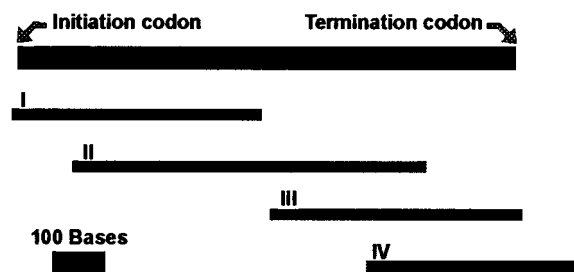 Initiation codon Termination codon
I
II
III
100 Bases
IV